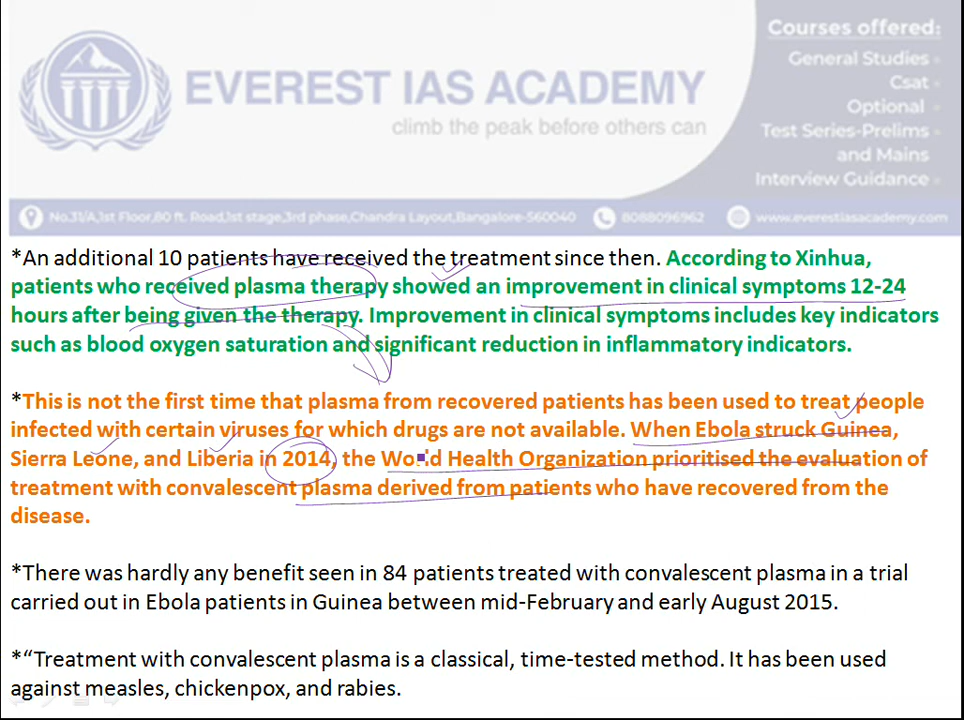 Courses offered:
General Studies
Csat
Optional
Test Series-Prelims
and Mains
Interview Guidance
EVEREST IAS ACADEMY
climb the peak before others can
No.31/A,1st Floor,80 ft. Road,1st stage,3rd phase,Chandra Layout,Bangalore-560040 8088096962 www.everestiasacademy.com
*An additional 10 patients have received the treatment since then. According to Xinhua,
patients who received plasma therapy showed an improvement in clinical symptoms 12-24
hours after being given the therapy. Improvement in clinical symptoms includes key indicators
such as blood oxygen saturation and significant reduction in inflammatory indicators.
*This is not the first time that plasma from recovered patients has been used to treat people
infected with certain viruses for which drugs are not available. When Ebola struck Guinea,
Sierra Leone, and Liberia in 2014, the World Health Organization prioritised the evaluation of
treatment with convalescent plasma derived from patients who have recovered from the
disease.
*There was hardly any benefit seen in 84 patients treated with convalescent plasma in a trial
carried out in Ebola patients in Guinea between mid-February and early August 2015.
*“Treatment with convalescent plasma is a classical, time-tested method. It has been used
against measles, chickenpox, and rabies.